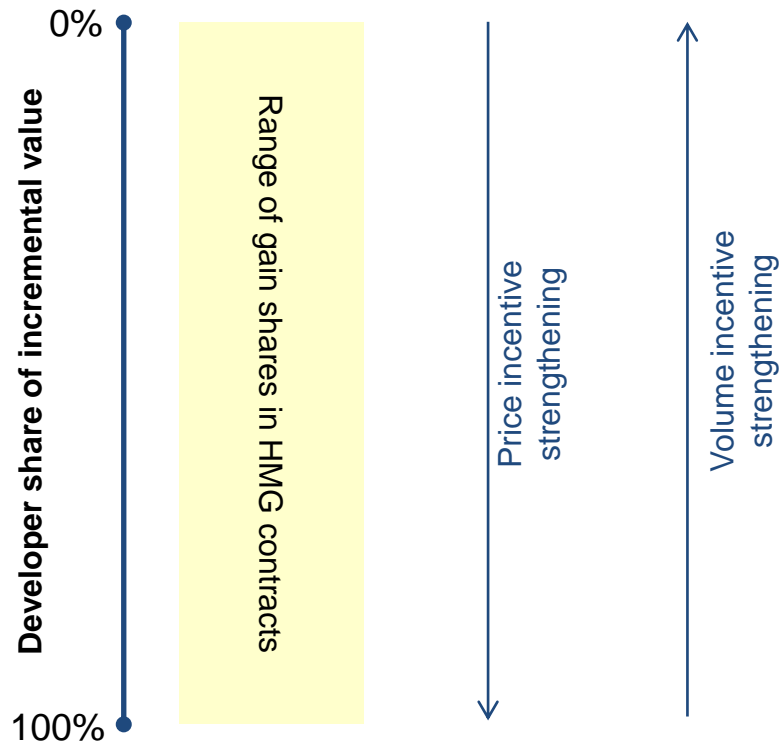 0%
Developer share of incremental value
100%
Range of gain shares in HMG contracts
Price incentive
strengthening
Volume incentive
strengthening